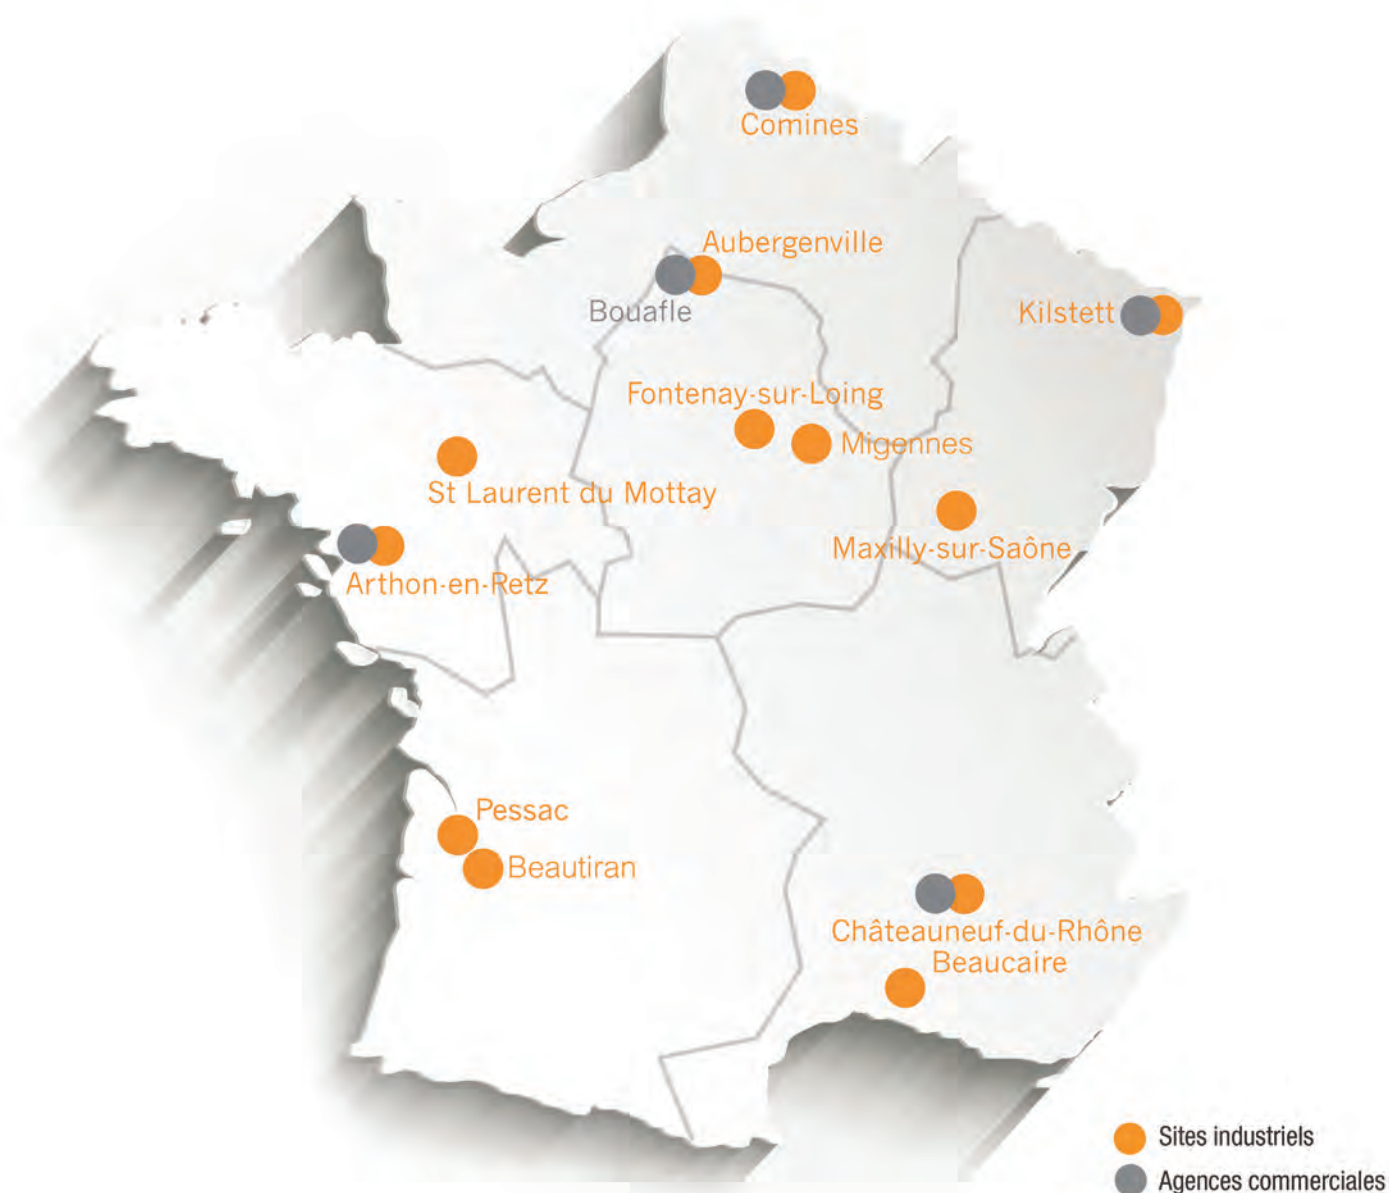 Comines
Aubergenville
Bouafle
Kilstett
Fontenay-sur-Loing
Migennes
St Laurent du Mottay
Maxilly-sur-Saône
Arthon-en-Retz
Pessac
Beautiran
Châteauneuf-du-Rhône
Beaucaire
Sites industriels
Agences commerciales